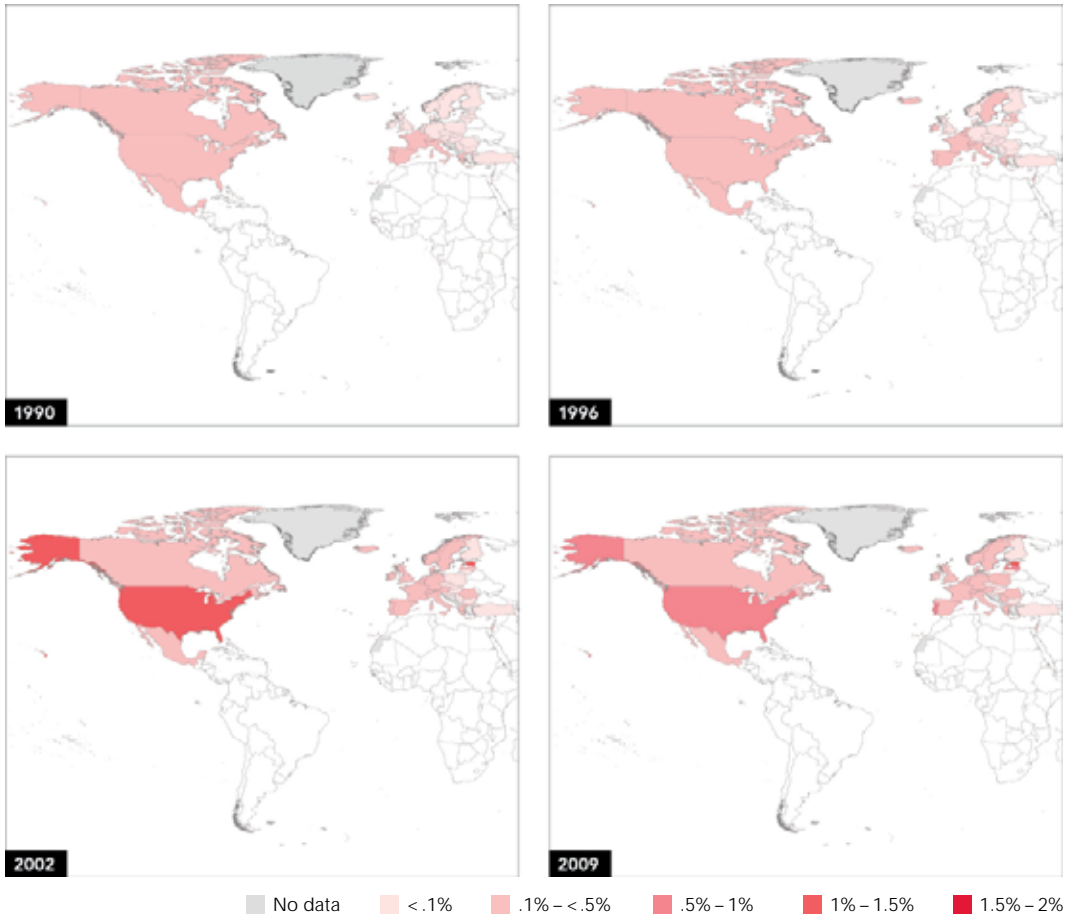 1990
1996
2002
2009
No data
< .1%
.1% – < .5%
.5% – 1%
1% – 1.5%
1.5% – 2%